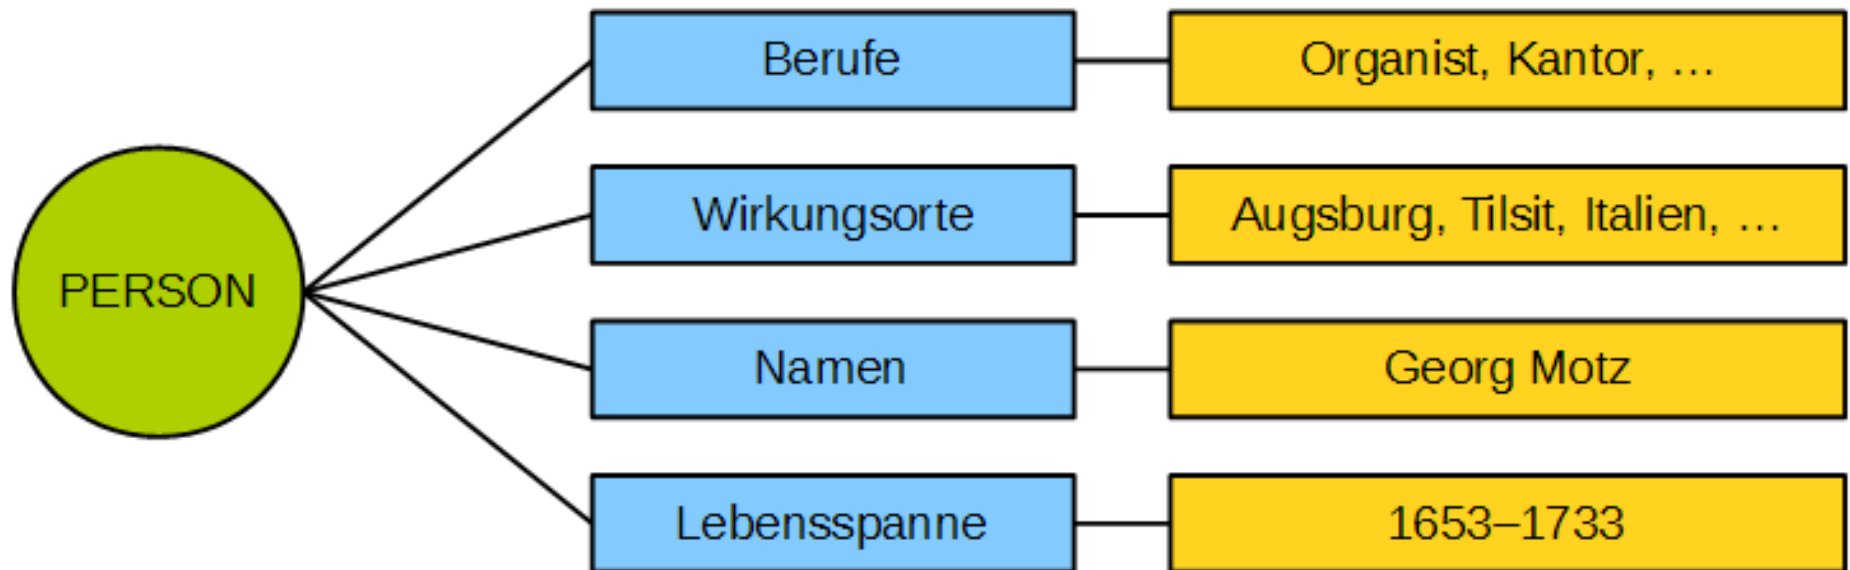 PERSON
Berufe
Organist, Kantor, …
Wirkungsorte
Augsburg, Tilsit, Italien, …
Namen
Georg Motz
Lebensspanne
1653–1733